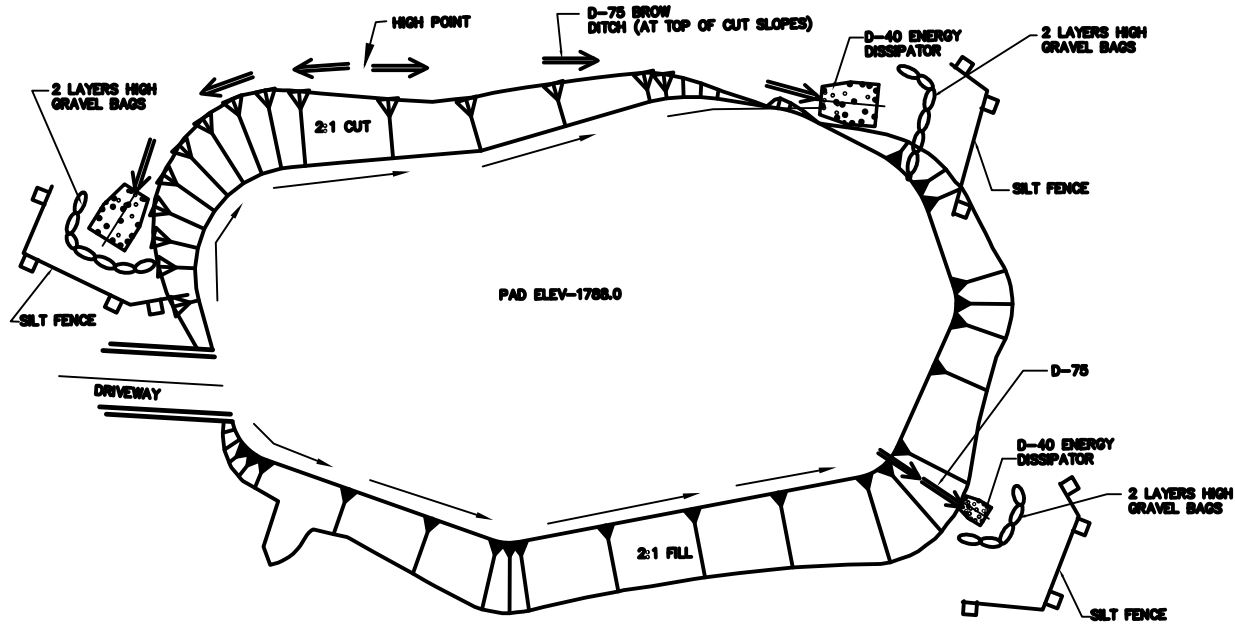 HIGH POINT
D-75 BROW
DITCH (AT TOP OF CUT SLOPES)
D-40 ENERGY
DISSIPATOR
2 LAYERS HIGH
GRAVEL BAGS
2 LAYERS HIGH
GRAVEL BAGS
2:1 CUT
SILT FENCE
PAD ELEV-1788.0
SILT FENCE
DRIVEWAY
D-75
D-40 ENERGY
DISSIPATOR
2 LAYERS HIGH
GRAVEL BAGS
2:1 FILL
SILT FENCE